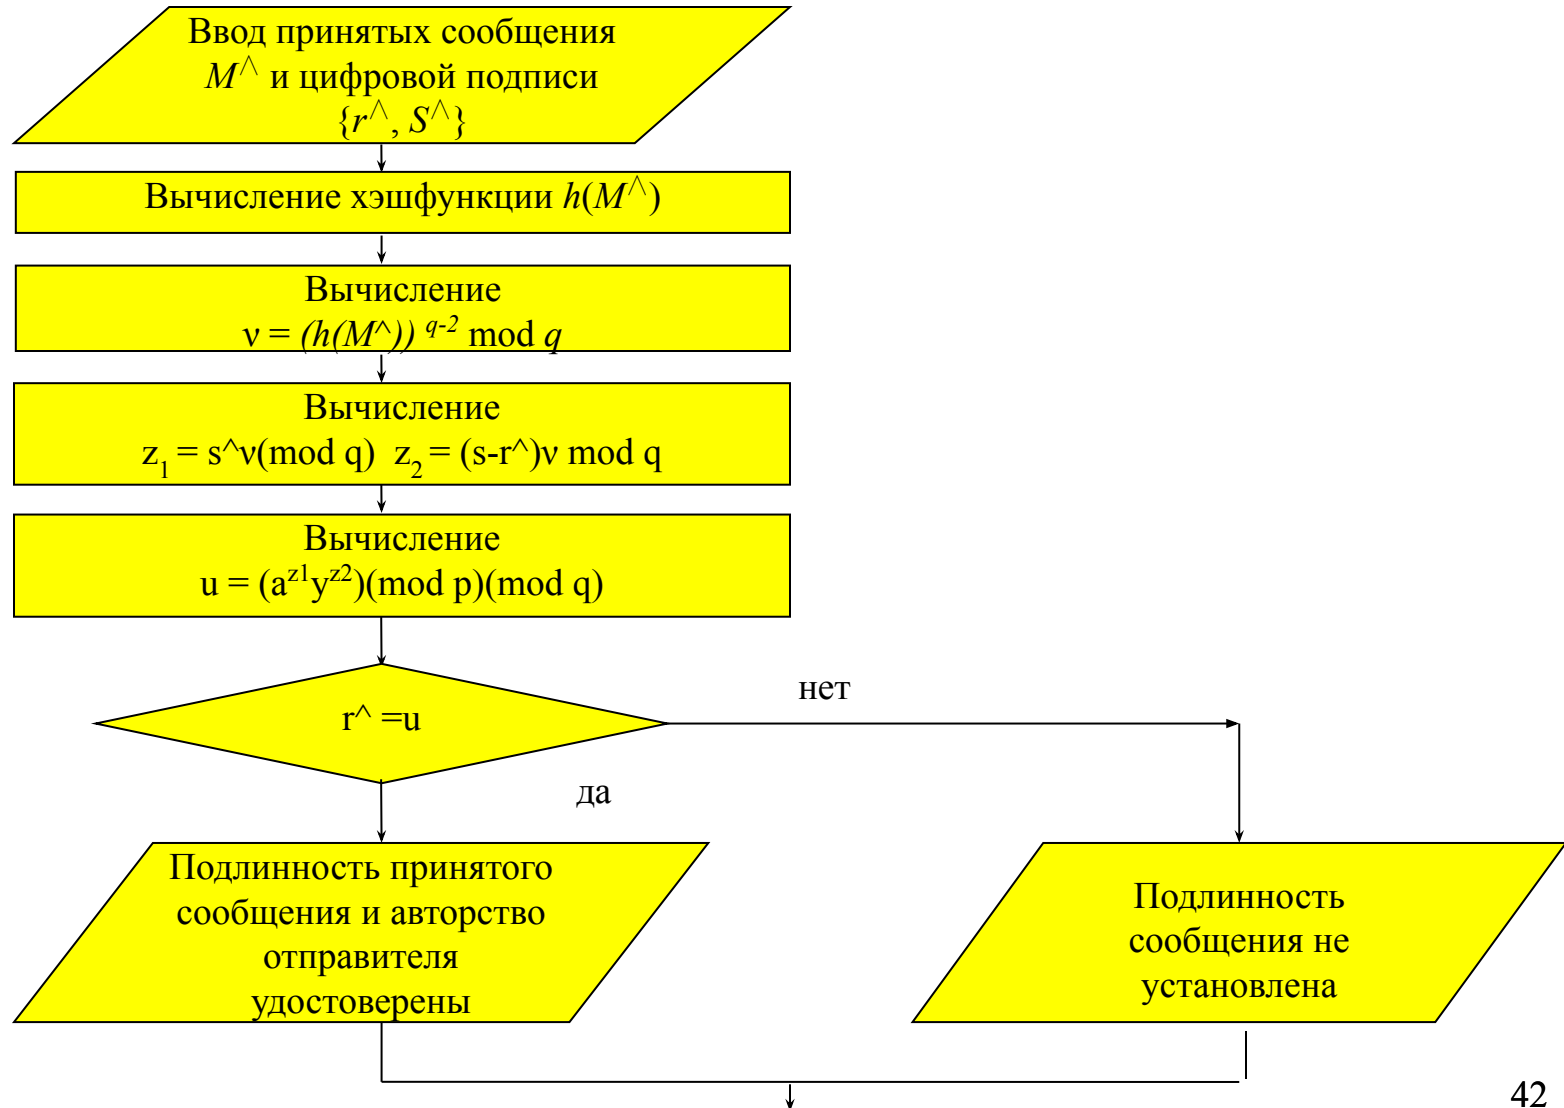 Ввод принятых сообщения
M^ и цифровой подписи
{r^, S^}
Вычисление хэшфункции h(M^)
Вычисление
ν = (h(M^)) q-2 mod q
Вычисление
z1 = s^ν(mod q) z2 = (s-r^)ν mod q
Вычисление
u = (az1yz2)(mod p)(mod q)
r^ =u
нет
да
Подлинность принятого
сообщения и авторство
отправителя
удостоверены
Подлинность
сообщения не
установлена
42